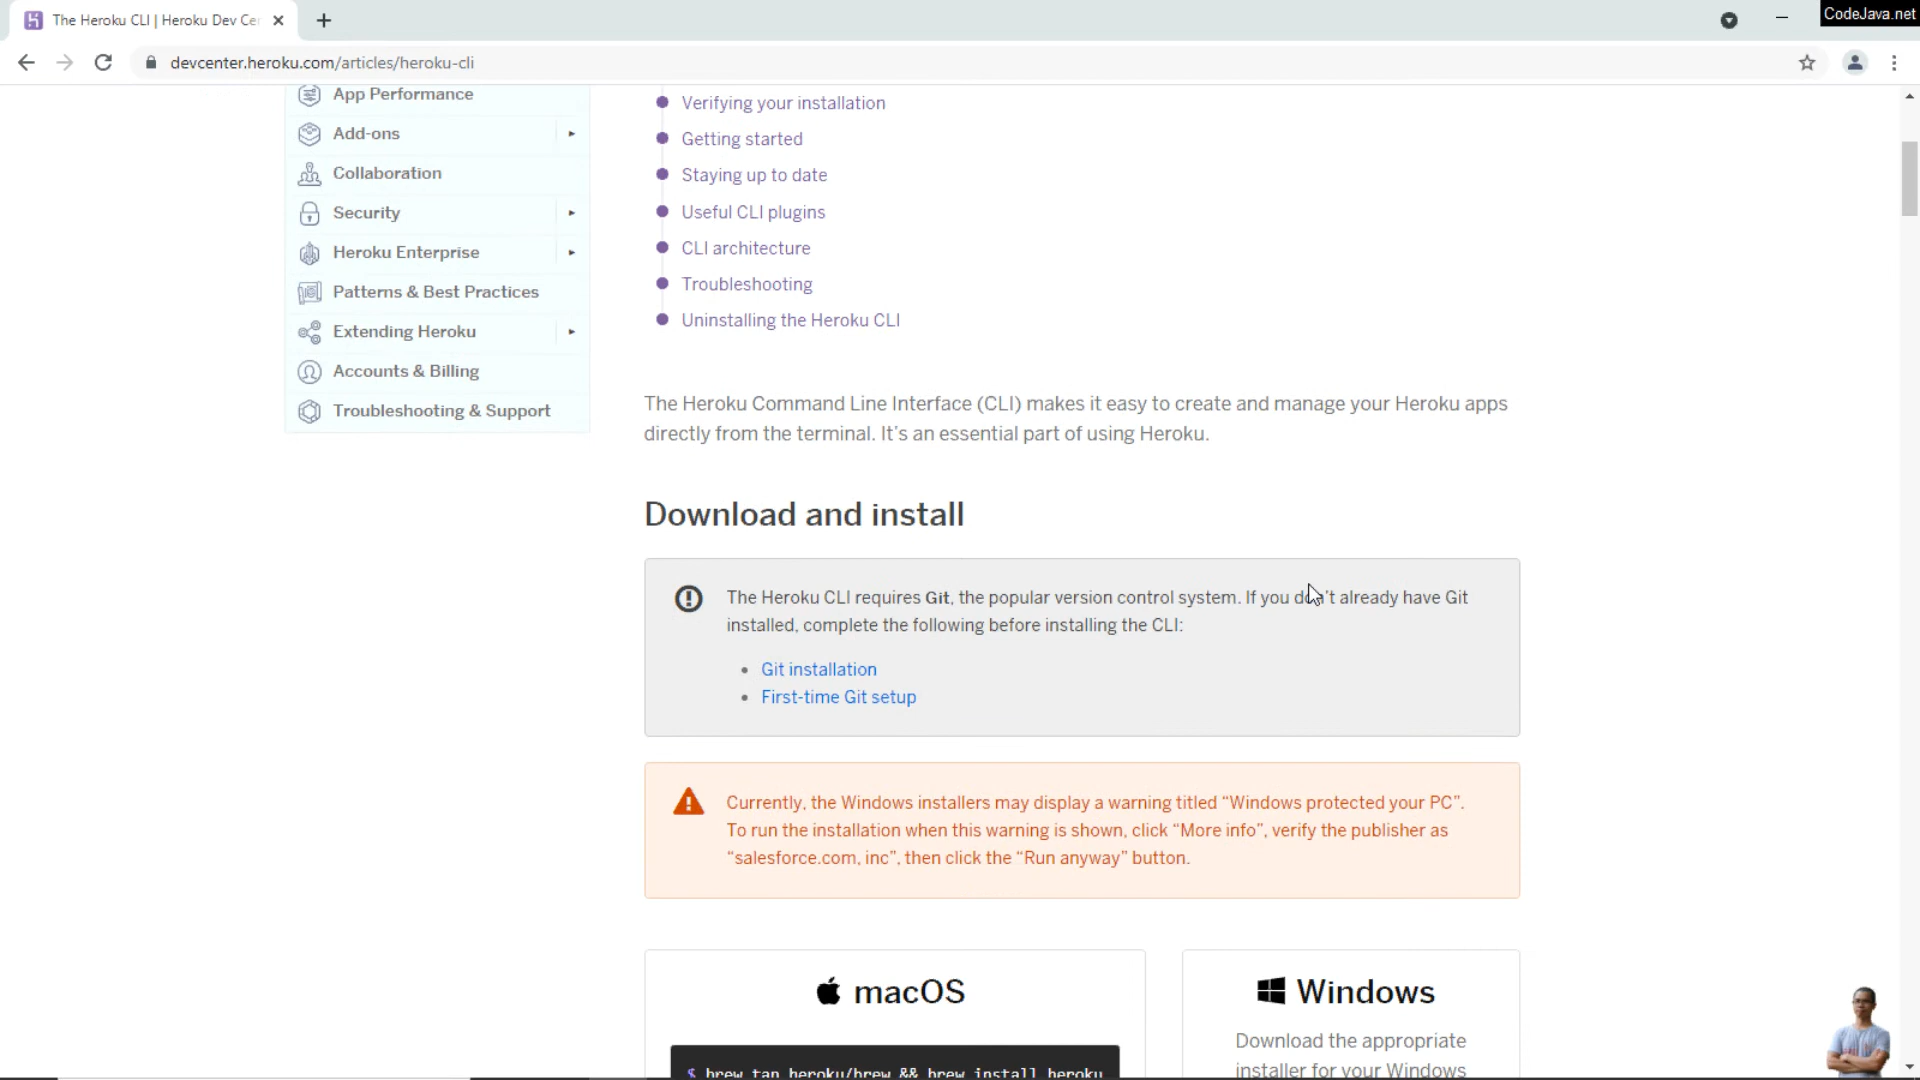 The Heroku CLI | Heroku Dev Ce
CodeJava.net
devcenter.heroku.com/articles/heroku-cli
App Performance
Add-ons
Collaboration
Security
Heroku Enterprise
Patterns & Best Practices
Extending Heroku
Accounts & Billing
Troubleshooting & Support
Verifying your installation
Getting started
Staying up to date
Useful CLI plugins
CLI architecture
Troubleshooting
Uninstalling the Heroku CLI
The Heroku Command Line Interface (CLI) makes it easy to create and manage your Heroku apps
directly from the terminal. It's an essential part of using Heroku.
Download and install
The Heroku CLI requires Git, the popular version control system. If you don't already have Git
installed, complete the following before installing the CLI:
• Git installation
• First-time Git setup
Currently, the Windows installers may display a warning titled “Windows protected your PC”.
To run the installation when this warning is shown, click “More info”, verify the publisher as
“salesforce.com, inc”, then click the “Run anyway” button.
macOS
$ brew tap heroku/brew && brew install heroku
Windows
Download the appropriate
installer for your Windows